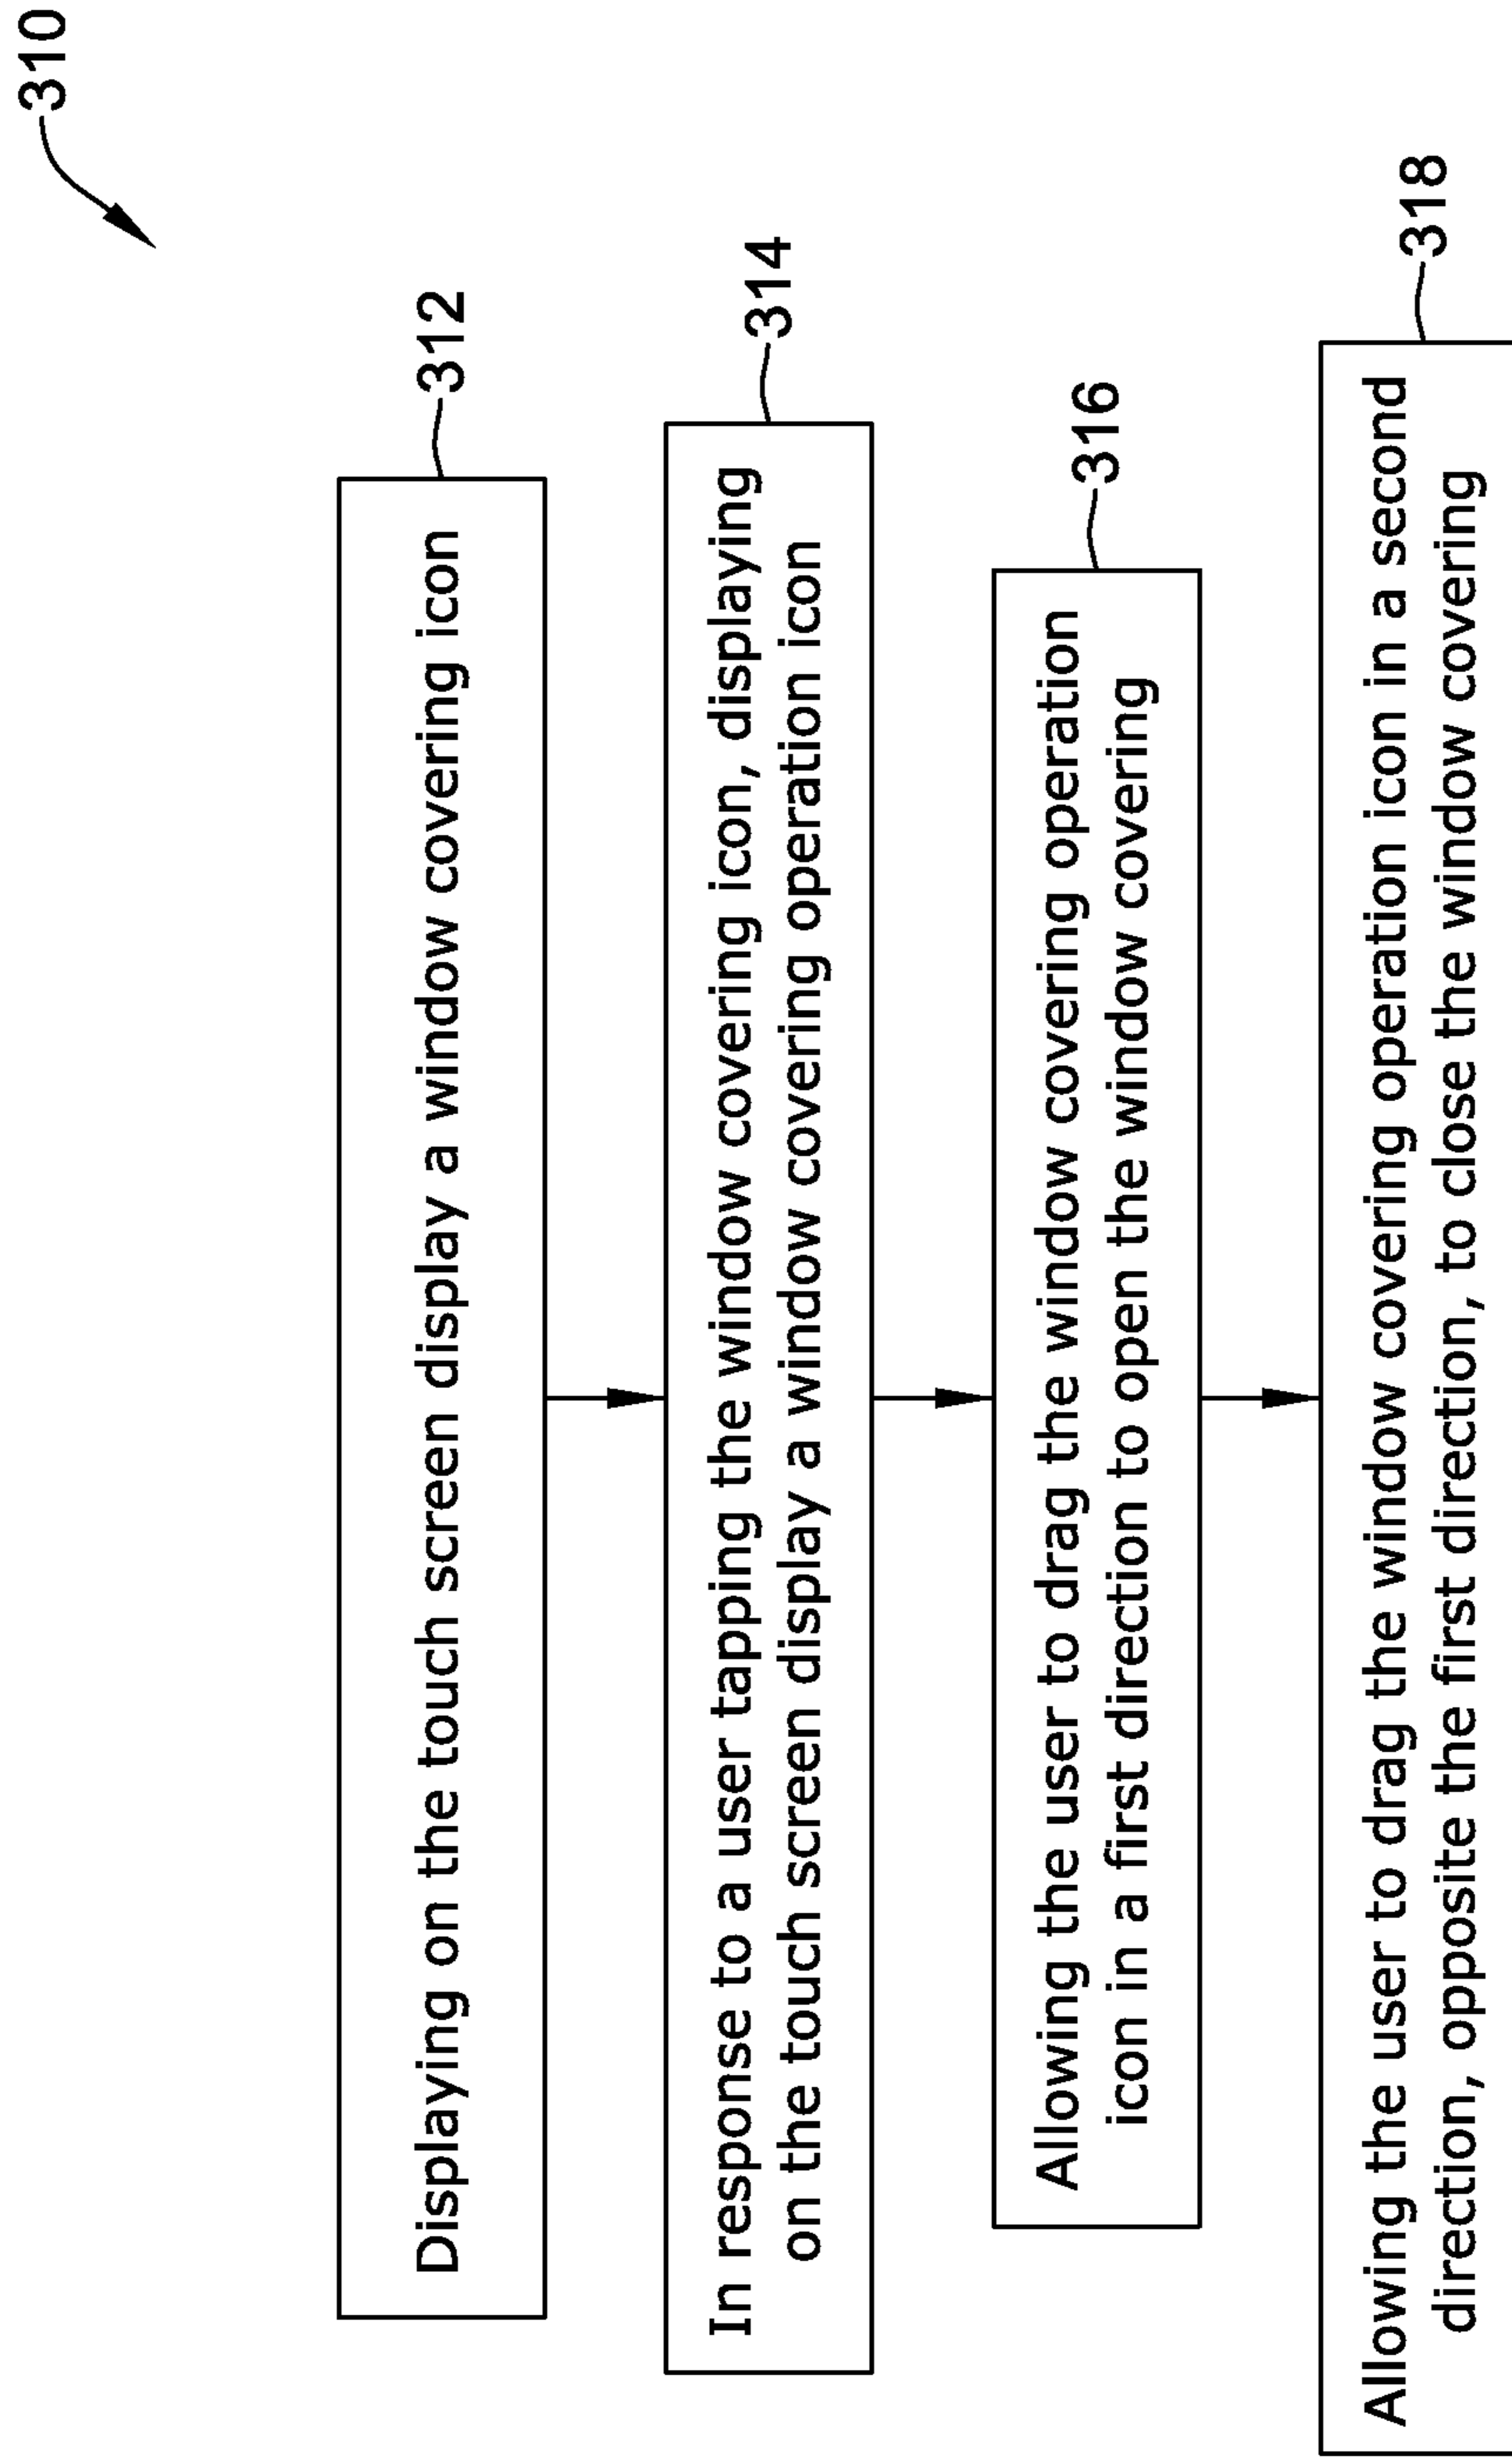 310
Displaying on the touch screen display a window covering icon
312
In response to a user tapping the window covering icon, displaying
on the touch screen display a window covering operation icon
314
Allowing the user to drag the window covering operation
icon in a first direction to open the window covering
316
Allowing the user to drag the window covering operation icon in a second
direction, opposite the first direction, to close the window covering
318